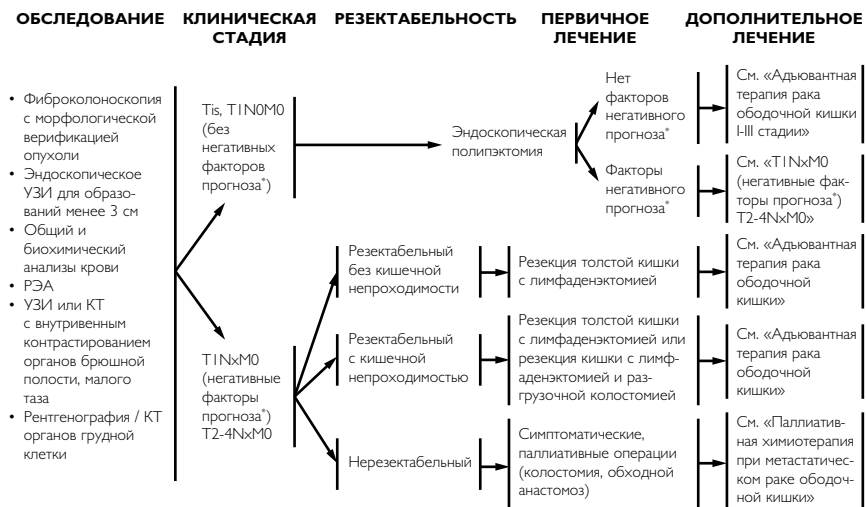 ОБСЛЕДОВАНИЕ
КЛИНИЧЕСКАЯ
СТАДИЯ
РЕЗЕКТАБЕЛЬНОСТЬ
ПЕРВИЧНОЕ
ЛЕЧЕНИЕ
ДОПОЛНИТЕЛЬНОЕ
ЛЕЧЕНИЕ
• Фиброколоноскопия
с морфологической
верификацией
опухоли
• Эндоскопическое
УЗИ для образо-
ваний менее 3 см
• Общий и
биохимический
анализы крови
• РЭА
• УЗИ или КТ
с внутривенным
контрастированием
органов брюшной
полости, малого
таза
• Рентгенография / КТ
органов грудной
клетки
Tis, T1N0M0
(без
негативных
факторов
прогноза*)
Эндоскопическая
полипэктомия
Нет
факторов
негативного
прогноза*
См. «Адъювантная
терапия рака
ободочной кишки
I-III стадии»
Факторы
негативного
прогноза*
См. «T1NxM0
(негативные фак-
торы прогноза*)
T2-4NxM0»
T1NxM0
(негативные
факторы
прогноза*)
T2-4NxM0
Резектабельный
без кишечной
непроходимости
Резекция толстой кишки
с лимфаденэктомией
См. «Адъювантная
терапия рака
ободочной
кишки»
Резектабельный
с кишечной
непроходимостью
Резекция толстой кишки
с лимфаденэктомией или
резекция кишки с лимф-
аденэктомией и раз-
грузочной колостомией
См. «Адъювантная
терапия рака
ободочной
кишки»
Нерезектабельный
Симптоматические,
паллиативные операции
(колостомия, обходной
анастомоз)
См. «Паллиатив-
ная химиотерапия
при метастатичес-
ком раке ободоч-
ной кишки»